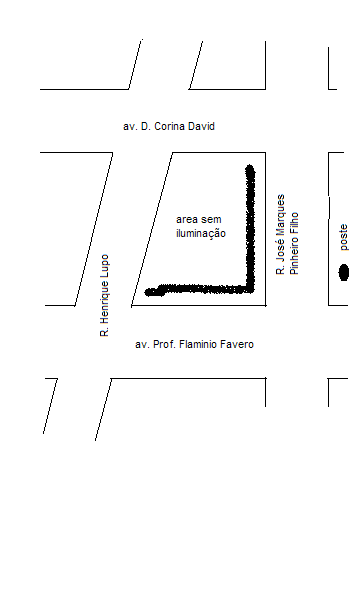 av. D. Corina David
area sem
iluminação
R. José Marques
Pinheiro Filho
poste
R. Henrique Lupo
av. Prof. Flaminio Favero